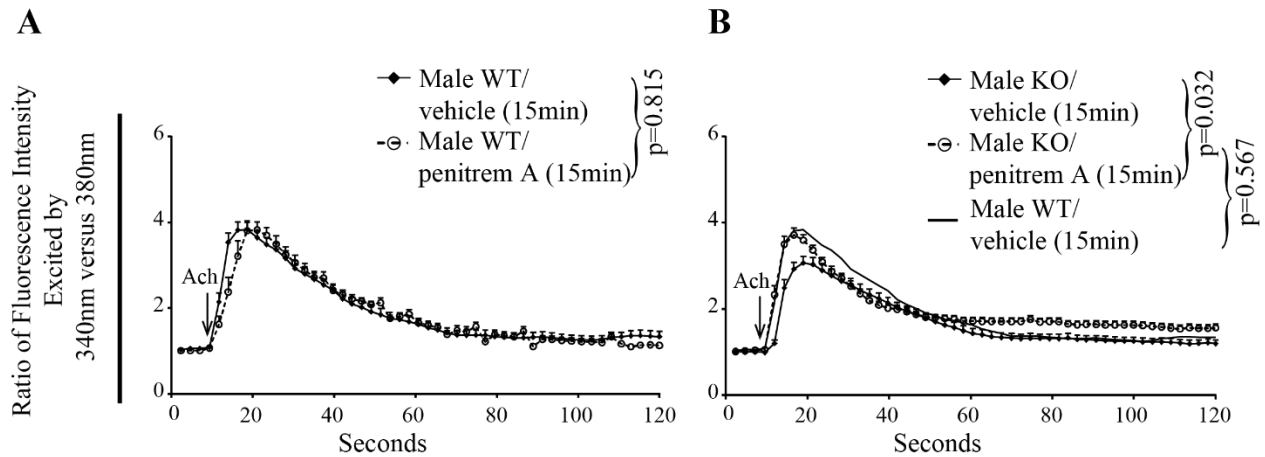 A
Male WT/
vehicle (15min)
Male WT/
penitrem A (15min)
p=0.815
Ratio of Fluorescence Intensity
Excited by
340nm versus 380nm
6
4
2
0
Ach
0 20 40 60 80 100 120
Seconds
B
Male KO/
vehicle (15min)
Male KO/
penitrem A (15min)
Male WT/
vehicle (15min)
p=0.032
p=0.567
6
4
2
0
Ach
0 20 40 60 80 100 120
Seconds